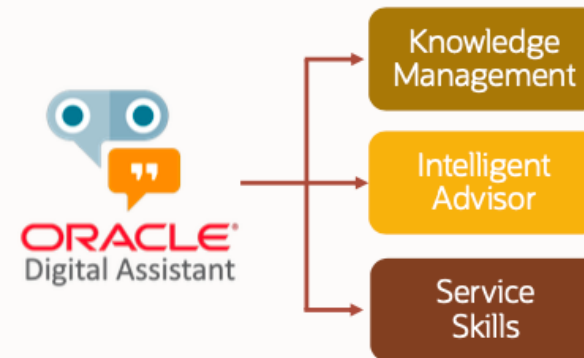 ORACLE®
Digital Assistant
Knowledge
Management
Intelligent
Advisor
Service
Skills